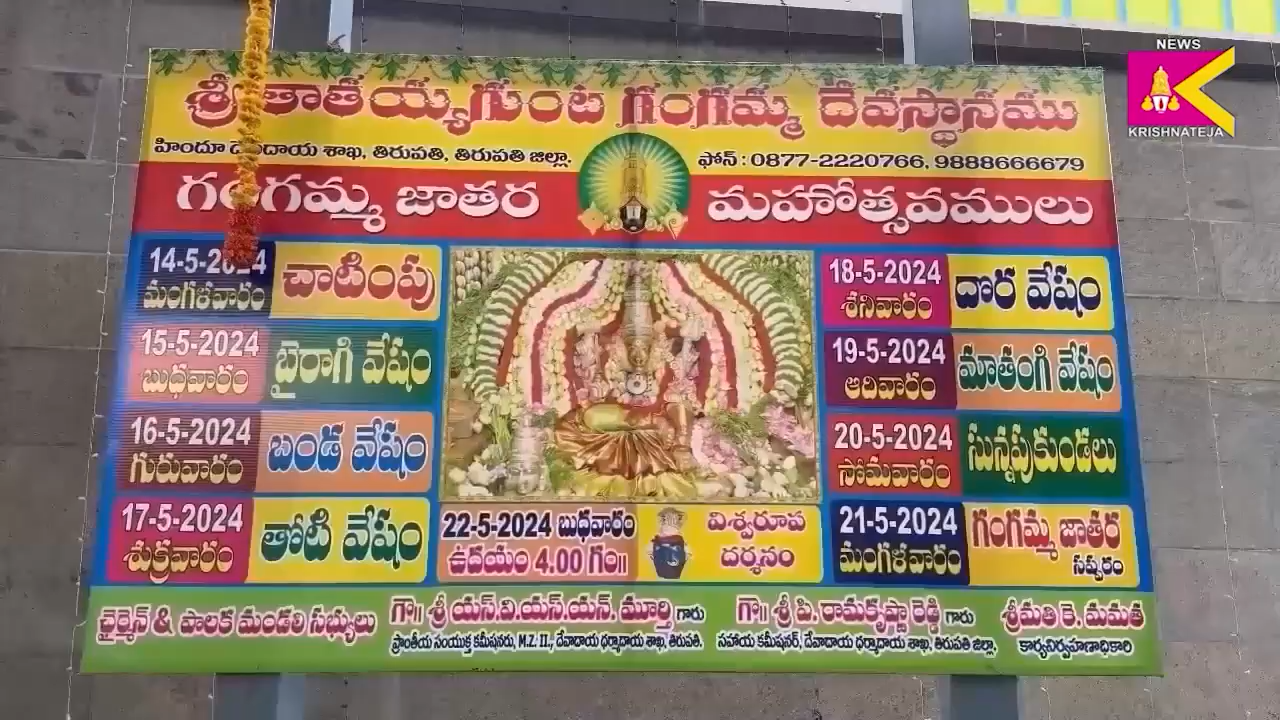 NEWS
KRISHNATEJA
శ్రీ తాతయ్యగుంట గంగమ్మ దేవస్థానము
హిందూ దేవాదాయ శాఖ, తిరుపతి, తిరుపతి జిల్లా.
ఫోన్ : 0877-2220766, 9888666679
గంగమ్మ జాతర మహోత్సవములు
14-5-2024
మంగళవారం
చాటింపు
15-5-2024
బుధవారం
బైరాగి వేషం
16-5-2024
గురువారం
బండ వేషం
17-5-2024
శుక్రవారం
తోటి వేషం
18-5-2024
శనివారం
దొర వేషం
19-5-2024
ఆదివారం
మాతంగి వేషం
20-5-2024
సోమవారం
సున్నపుకుండలు
21-5-2024
మంగళవారం
గంగమ్మ జాతర
సప్పరం
22-5-2024 బుధవారం
ఉదయం 4.00 గం॥
విశ్వరూప
దర్శనం
ఛైర్మెన్ & పాలక మండలి సభ్యులు
గౌ॥ శ్రీ యస్.వి.యస్.యన్. మూర్తి గారు
ప్రాంతీయ సంయుక్త కమీషనరు, M.Z. II., దేవాదాయ ధర్మాదాయ శాఖ, తిరుపతి.
గౌ॥ శ్రీ పి. రామకృష్ణా రెడ్డి గారు
సహాయ కమీషనర్, దేవాదాయ ధర్మాదాయ శాఖ, తిరుపతి జిల్లా,
శ్రీమతి కె. మమత
కార్యనిర్వహణాధికారి